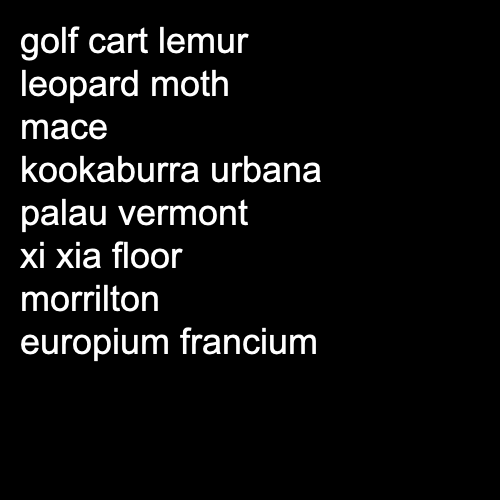 golf cart lemur
leopard moth
mace
kookaburra urbana
palau vermont
xi xia floor
morrilton
europium francium